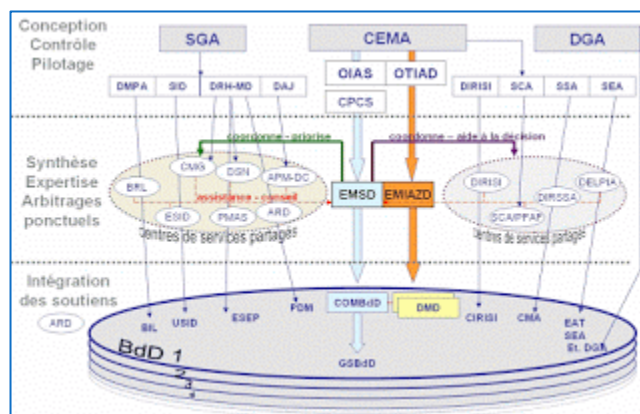 Conception
Contrôle
Pilotage
SGA
CEMA
DGA
OIAS
OTIAD
CPCS
DMPA
SID
DRH-MD
DAJ
DIRISI
SCA
SSA
SEA
coordonne - priorise
coordonne – aide à la décision
Synthèse
Expertise
Arbitrages
ponctuels
CMG
DSN
APM-DC
BRL
assistance - conseil
ESID
PMAS
ARD
centres de services partagés
EMSD
EMIAZD
DIRISI
DELPIA
DIRSSA
SCA/PFAF
centres de services partagés
Intégration
des soutiens
ARD
BIL
USID
ESEP
PDM
COMBdD
DMD
CIRISI
CMA
EAT
SEA
Et. DGA
BdD 1
2
3
GSBdD